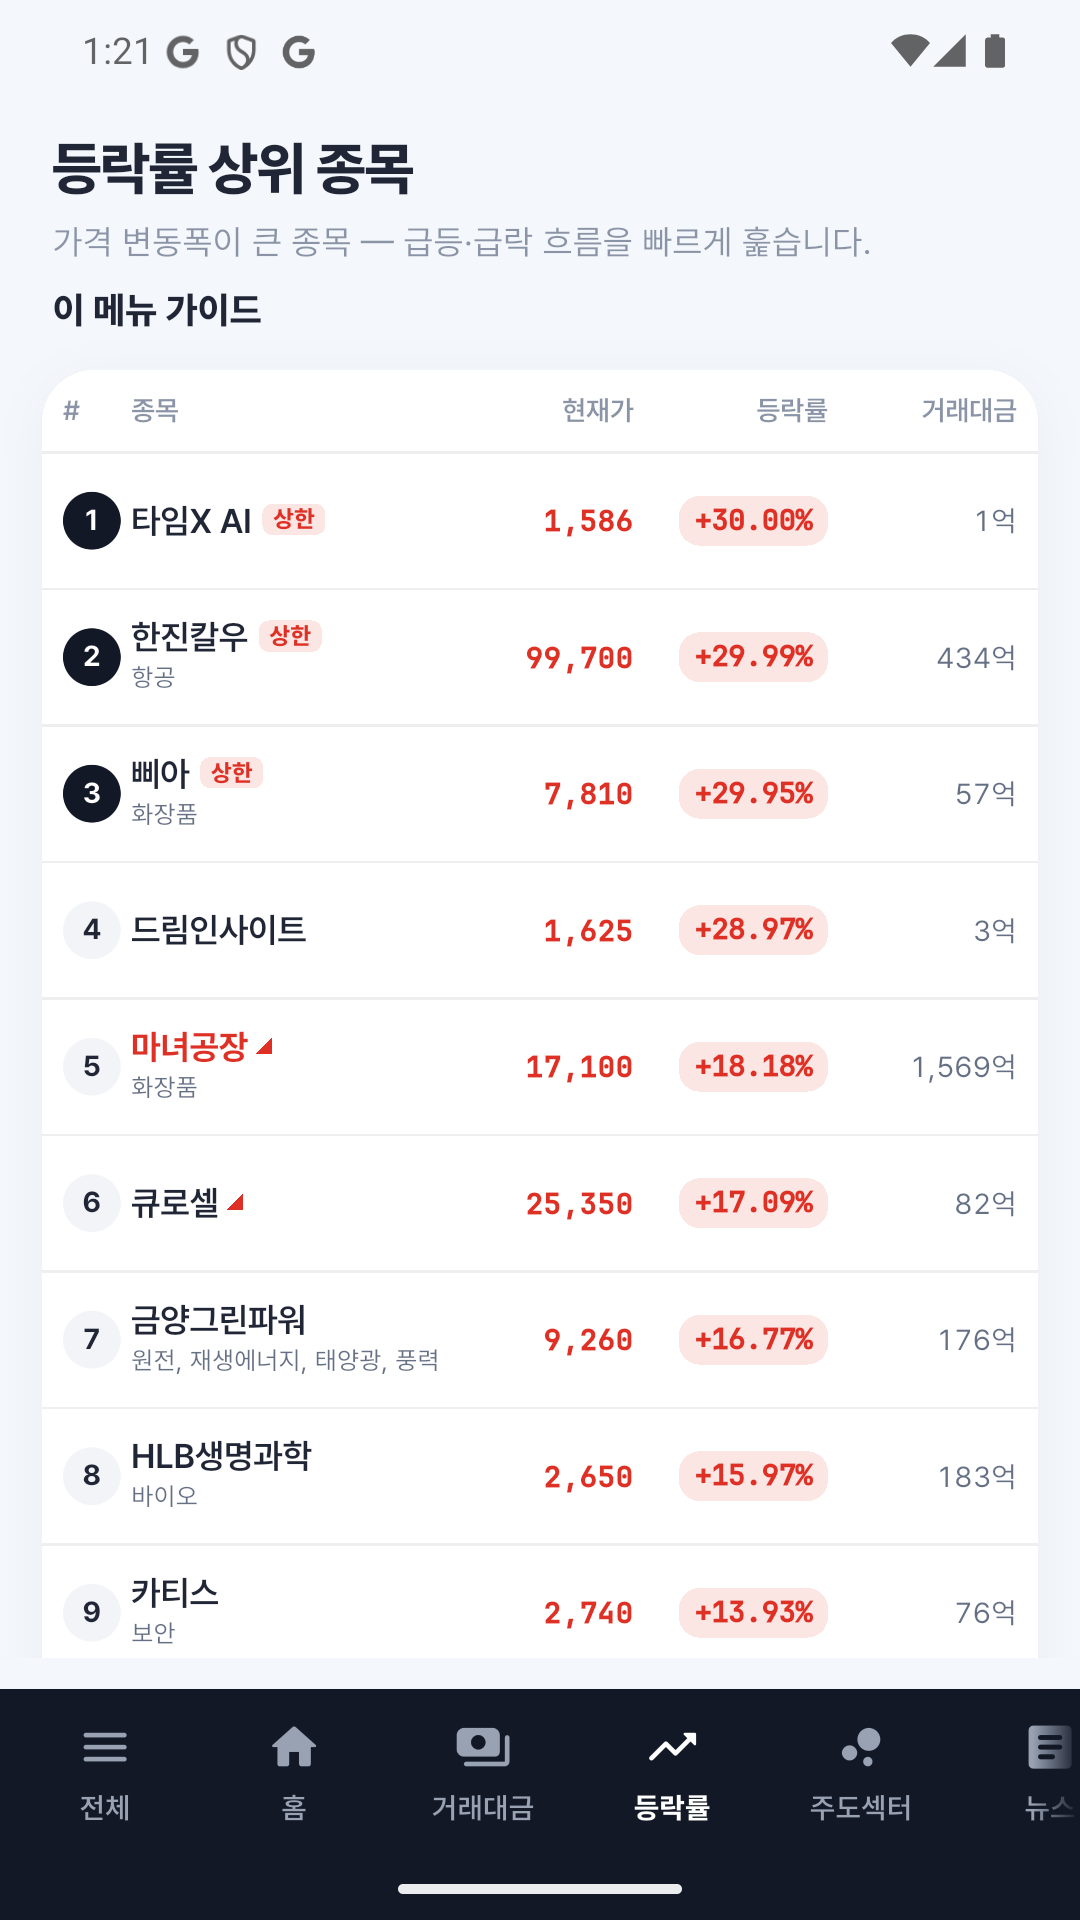 1:21
등락률 상위 종목
가격 변동폭이 큰 종목 — 급등·급락 흐름을 빠르게 훑습니다.
이 메뉴 가이드
# 종목 현재가 등락률 거래대금
1 타임X AI 상한 1,586 +30.00% 1억
2 한진칼우 상한 99,700 +29.99% 434억
항공
3 삐아 상한 7,810 +29.95% 57억
화장품
4 드림인사이트 1,625 +28.97% 3억
5 마녀공장 17,100 +18.18% 1,569억
화장품
6 큐로셀 25,350 +17.09% 82억
7 금양그린파워 9,260 +16.77% 176억
원전, 재생에너지, 태양광, 풍력
8 HLB생명과학 2,650 +15.97% 183억
바이오
9 카티스 2,740 +13.93% 76억
보안
전체 홈 거래대금 등락률 주도섹터 뉴스